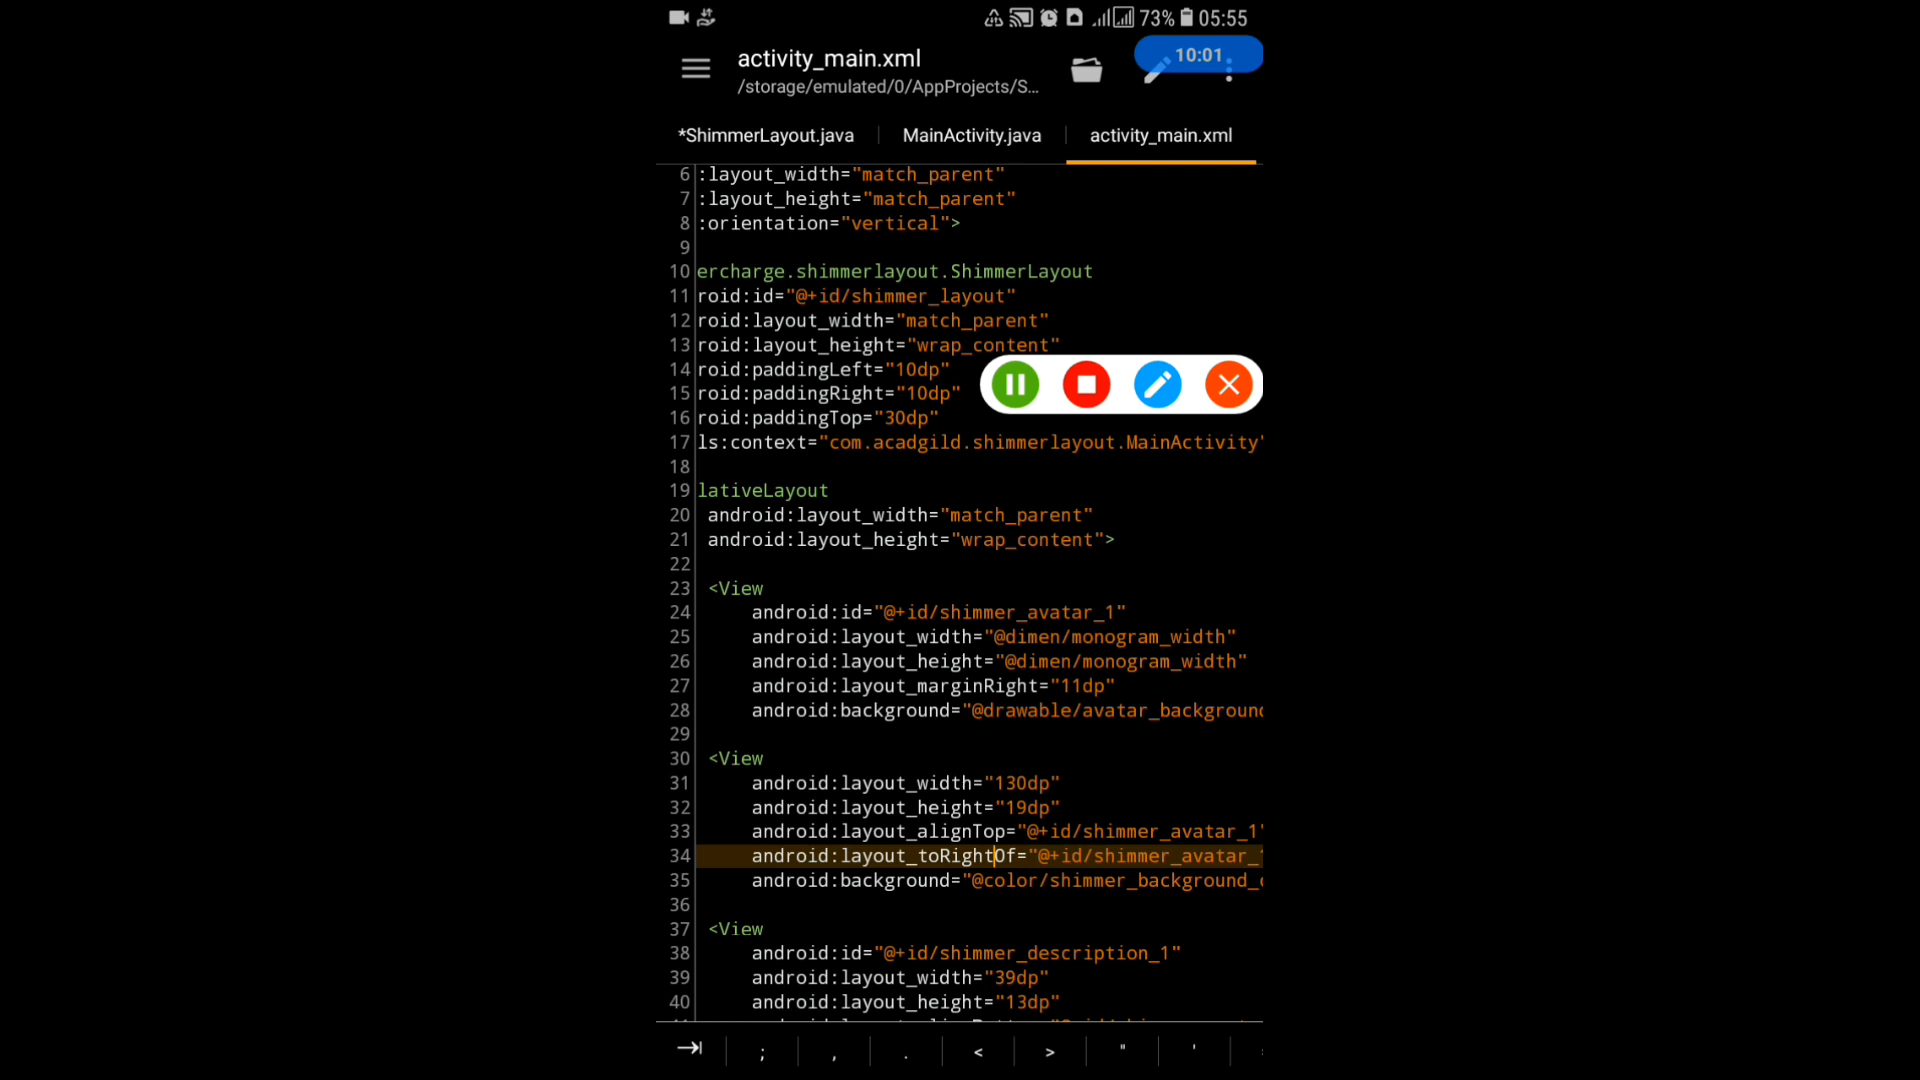 73% 05:55
activity_main.xml
10:01
/storage/emulated/0/AppProjects/S...
*ShimmerLayout.java
MainActivity.java
activity_main.xml
6 :layout_width="match_parent"
7 :layout_height="match_parent"
8 :orientation="vertical">
9
10 ercharge.shimmerlayout.ShimmerLayout
11 roid:id="@+id/shimmer_layout"
12 roid:layout_width="match_parent"
13 roid:layout_height="wrap_content"
14 roid:paddingLeft="10dp"
15 roid:paddingRight="10dp"
16 roid:paddingTop="30dp"
17 ls:context="com.acadgild.shimmerlayout.MainActivity"
18
19 lativeLayout
20 android:layout_width="match_parent"
21 android:layout_height="wrap_content">
22
23 <View
24 android:id="@+id/shimmer_avatar_1"
25 android:layout_width="@dimen/monogram_width"
26 android:layout_height="@dimen/monogram_width"
27 android:layout_marginRight="11dp"
28 android:background="@drawable/avatar_background
29
30 <View
31 android:layout_width="130dp"
32 android:layout_height="19dp"
33 android:layout_alignTop="@+id/shimmer_avatar_1"
34 android:layout_toRightOf="@+id/shimmer_avatar_1
35 android:background="@color/shimmer_background_c
36
37 <View
38 android:id="@+id/shimmer_description_1"
39 android:layout_width="39dp"
40 android:layout_height="13dp"
; , . < > " '